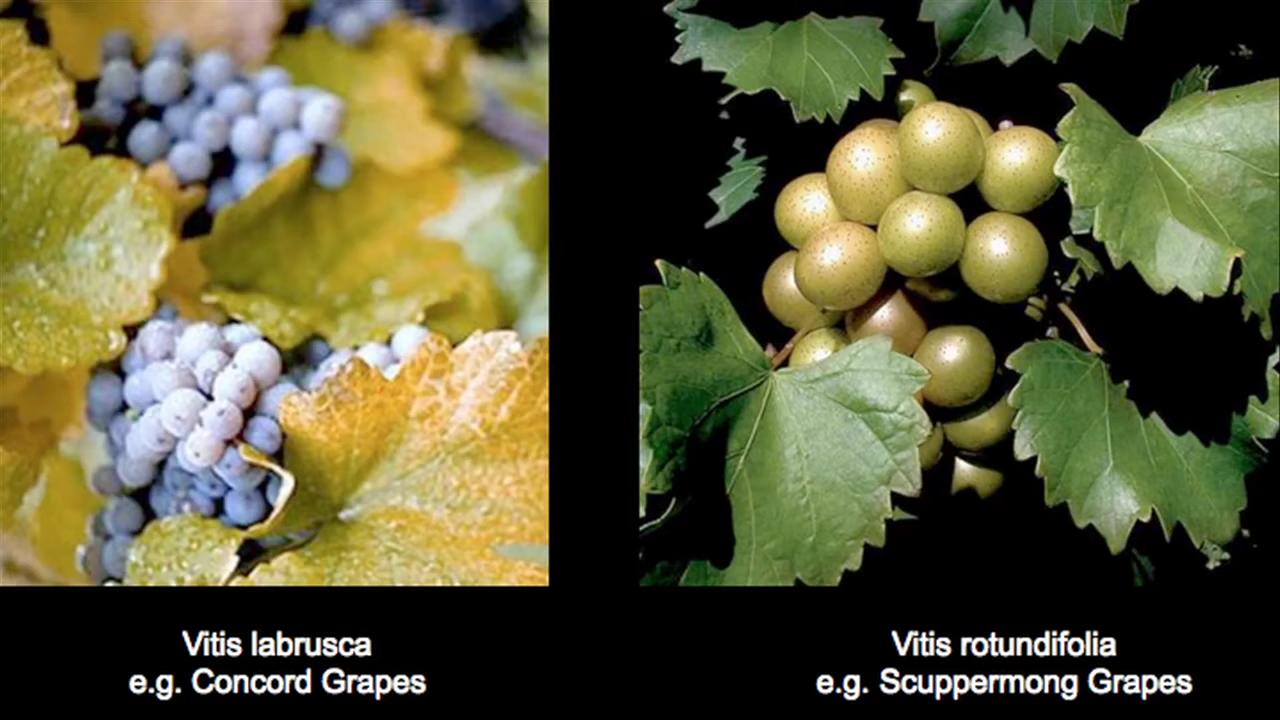 Vitis labrusca
e.g. Concord Grapes
Vitis rotundifolia
e.g. Scuppermong Grapes